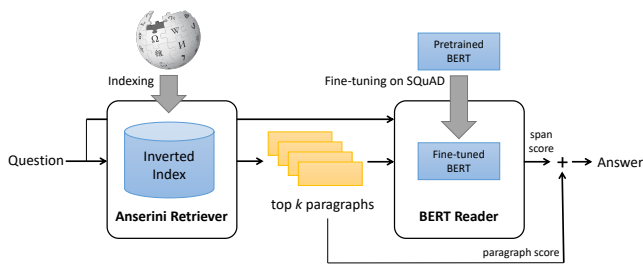 Pretrained
BERT
Indexing
Fine-tuning on SQuAD
Question
Inverted
Index
Fine-tuned
BERT
span
score
+
Answer
top k paragraphs
Anserini Retriever
BERT Reader
paragraph score